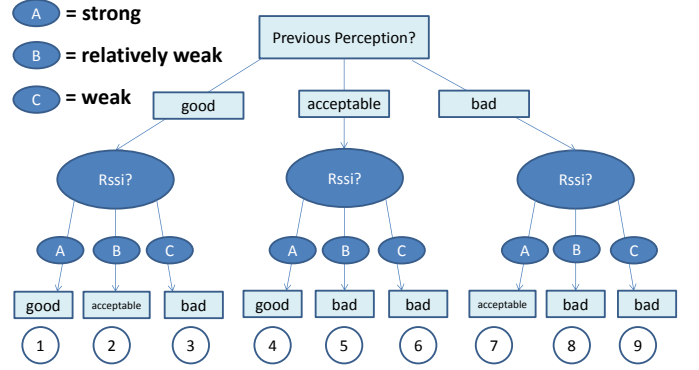 A = strong
B = relatively weak
C = weak
Previous Perception?
good acceptable bad
Rssi? Rssi? Rssi?
A B C A B C A B C
good acceptable bad good bad bad acceptable bad bad
1 2 3 4 5 6 7 8 9